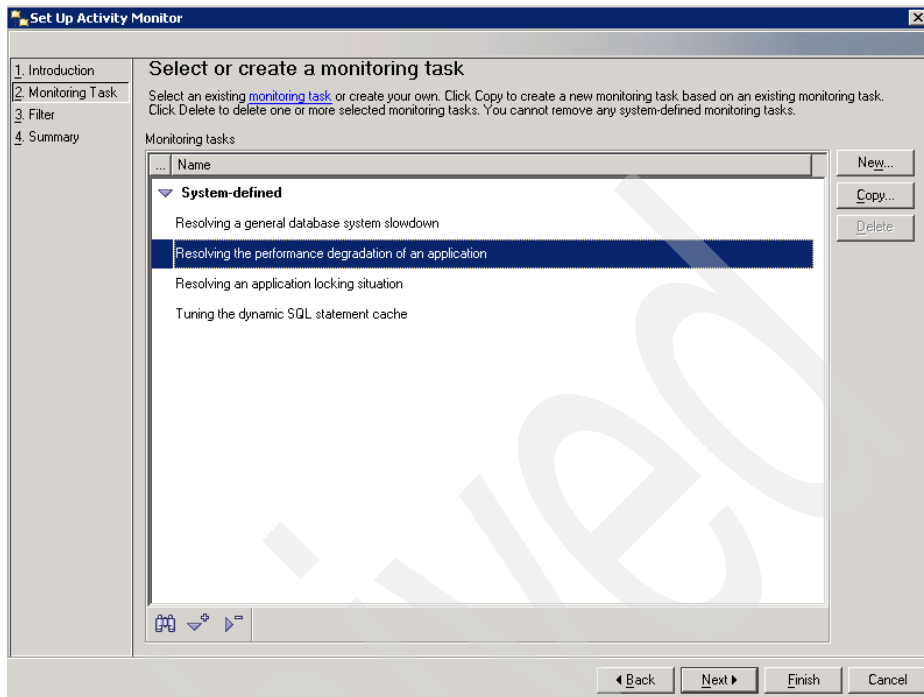 Set Up Activity Monitor
1. Introduction
2. Monitoring Task
3. Filter
4. Summary
Select or create a monitoring task
Select an existing monitoring task or create your own. Click Copy to create a new monitoring task based on an existing monitoring task.
Click Delete to delete one or more selected monitoring tasks. You cannot remove any system-defined monitoring tasks.
Monitoring tasks
... Name
System-defined
Resolving a general database system slowdown
Resolving the performance degradation of an application
Resolving an application locking situation
Tuning the dynamic SQL statement cache
New...
Copy...
Delete
Back
Next
Finish
Cancel